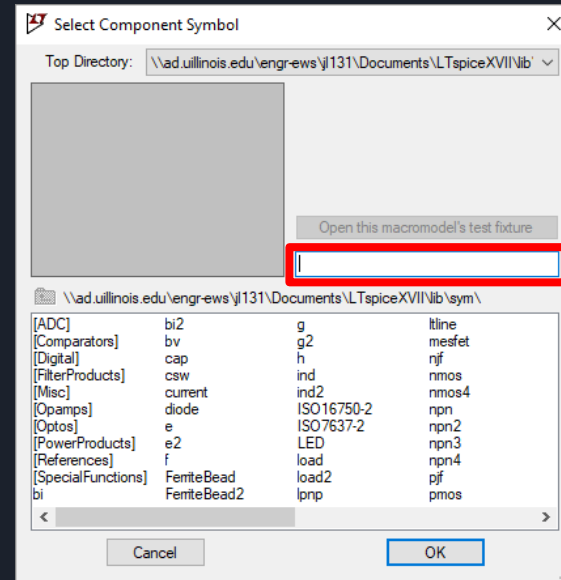 Select Component Symbol
Top Directory: \\ad.uillinois.edu\engr-ews\jl131\Documents\LTspiceXVII\lib\
Open this macromodel's test fixture
\\ad.uillinois.edu\engr-ews\jl131\Documents\LTspiceXVII\lib\sym\
[ADC] bi2 g ltline
[Comparators] bv g2 mesfet
[Digital] cap h njf
[FilterProducts] csw ind nmos
[Misc] current ind2 nmos4
[Opamps] diode ISO16750-2 npn
[Optos] e ISO7637-2 npn2
[PowerProducts] e2 LED npn3
[References] f load npn4
[SpecialFunctions] FerriteBead load2 pjf
bi FerriteBead2 lpnp pmos
Cancel OK